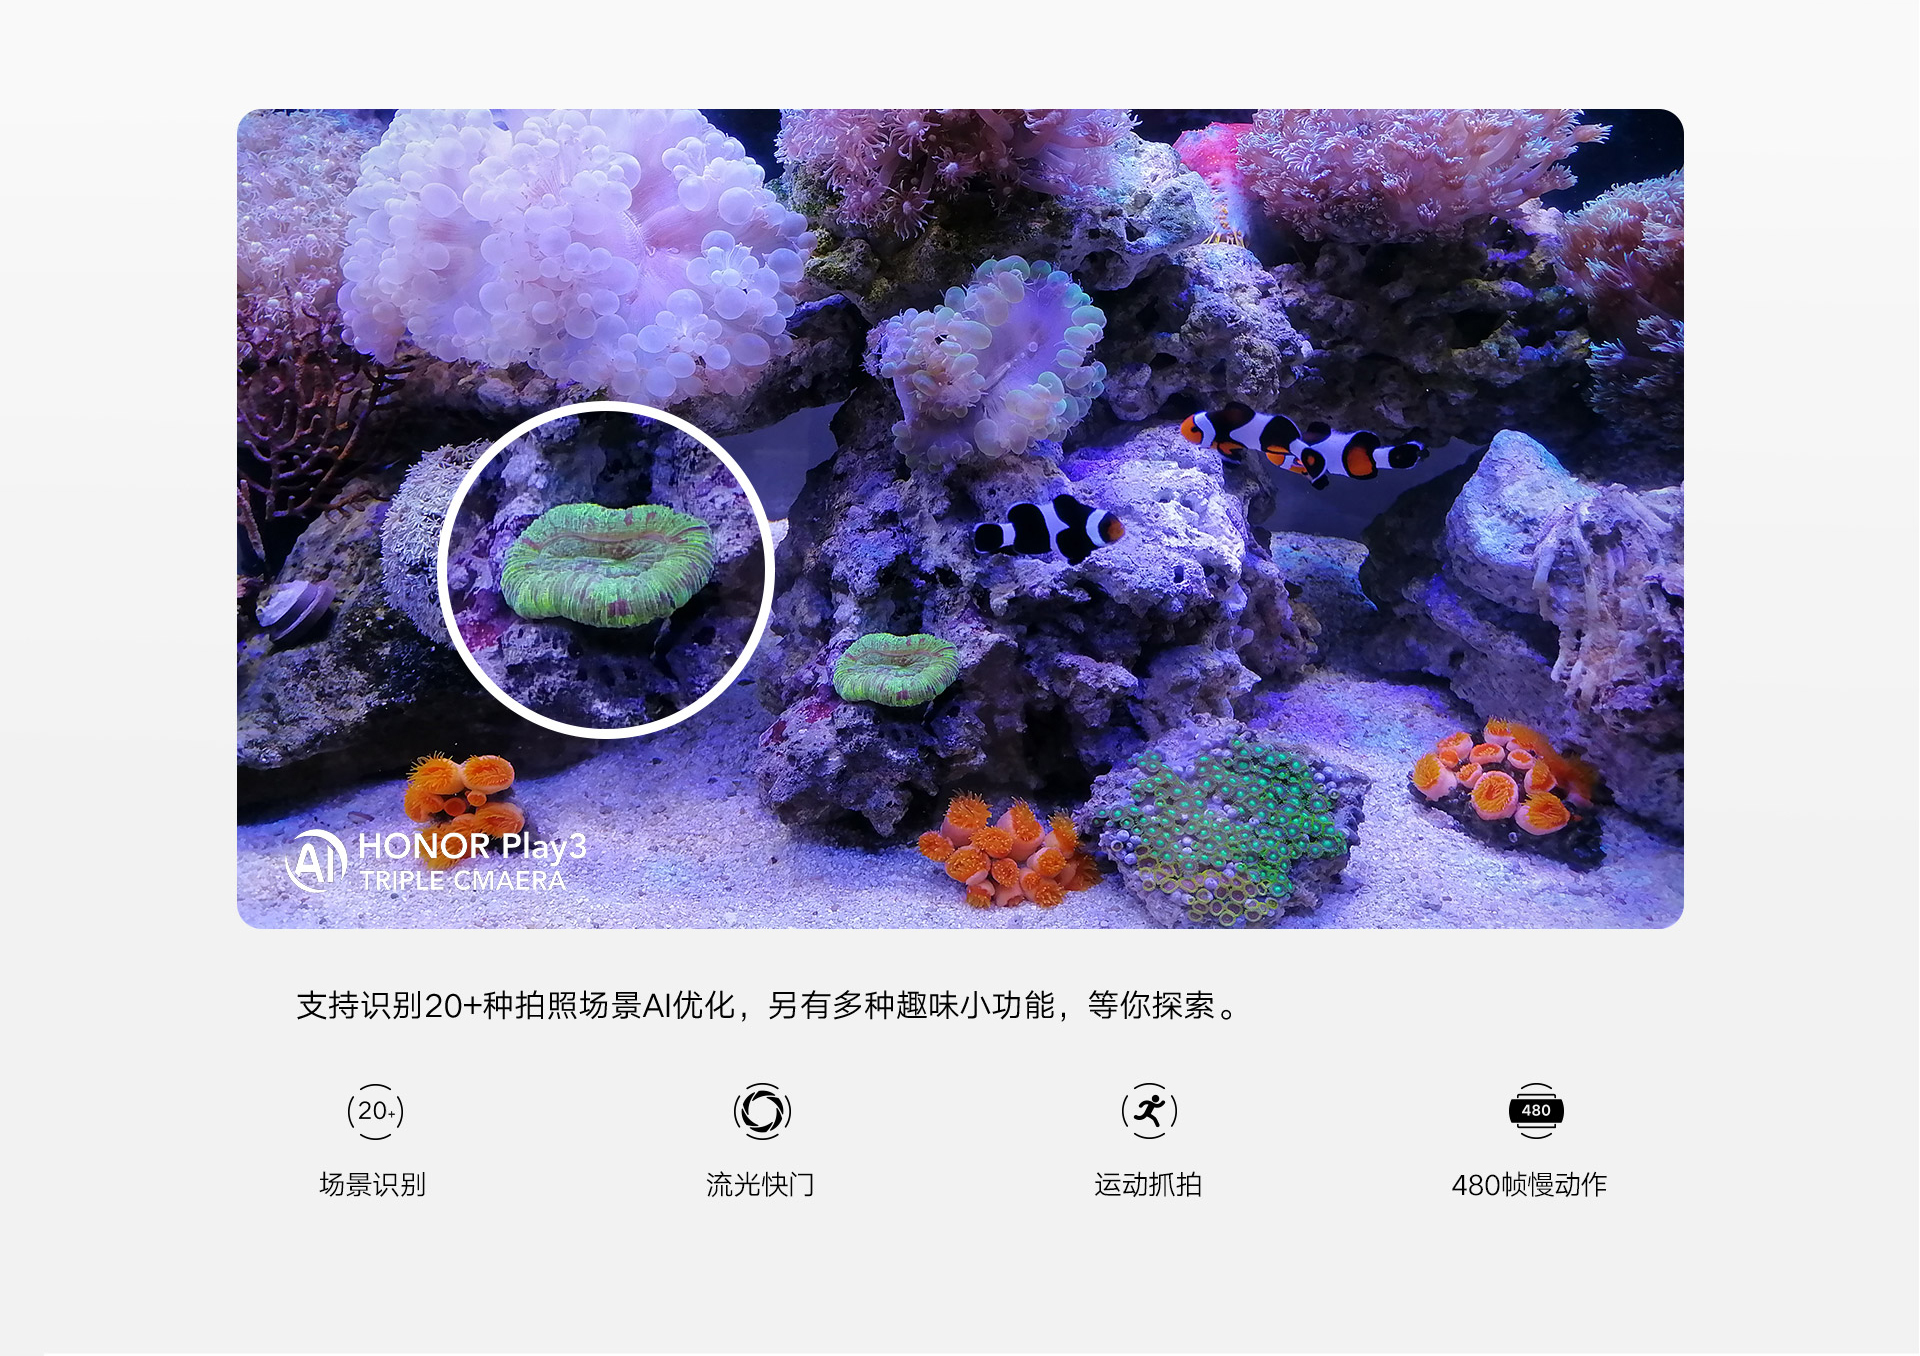 AI HONOR Play3
TRIPLE CMAERA
支持识别20+种拍照场景AI优化，另有多种趣味小功能，等你探索。
20+
480
场景识别
流光快门
运动抓拍
480帧慢动作